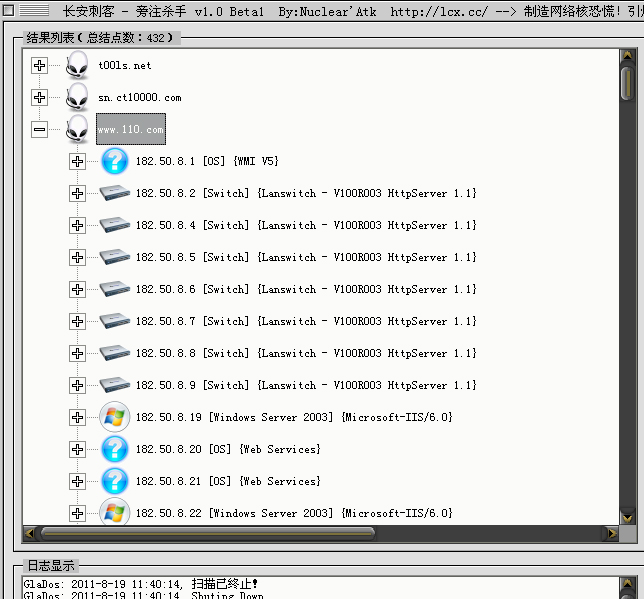 长安刺客 - 旁注杀手 v1.0 Beta1 By:Nuclear'Atk http://lcx.cc/ --> 制造网络核恐慌! 引
结果列表(总结点数:432)
t00ls.net
sn.ct10000.com
www.110.com
182.50.8.1 [OS] {WMI V5}
182.50.8.2 [Switch] {Lanswitch - V100R003 HttpServer 1.1}
182.50.8.4 [Switch] {Lanswitch - V100R003 HttpServer 1.1}
182.50.8.5 [Switch] {Lanswitch - V100R003 HttpServer 1.1}
182.50.8.6 [Switch] {Lanswitch - V100R003 HttpServer 1.1}
182.50.8.7 [Switch] {Lanswitch - V100R003 HttpServer 1.1}
182.50.8.8 [Switch] {Lanswitch - V100R003 HttpServer 1.1}
182.50.8.9 [Switch] {Lanswitch - V100R003 HttpServer 1.1}
182.50.8.19 [Windows Server 2003] {Microsoft-IIS/6.0}
182.50.8.20 [OS] {Web Services}
182.50.8.21 [OS] {Web Services}
182.50.8.22 [Windows Server 2003] {Microsoft-IIS/6.0}
日志显示
GlaDos: 2011-8-19 11:40:14, 扫描已终止!
GlaDos: 2011-8-19 11:40:14, Shuting Down